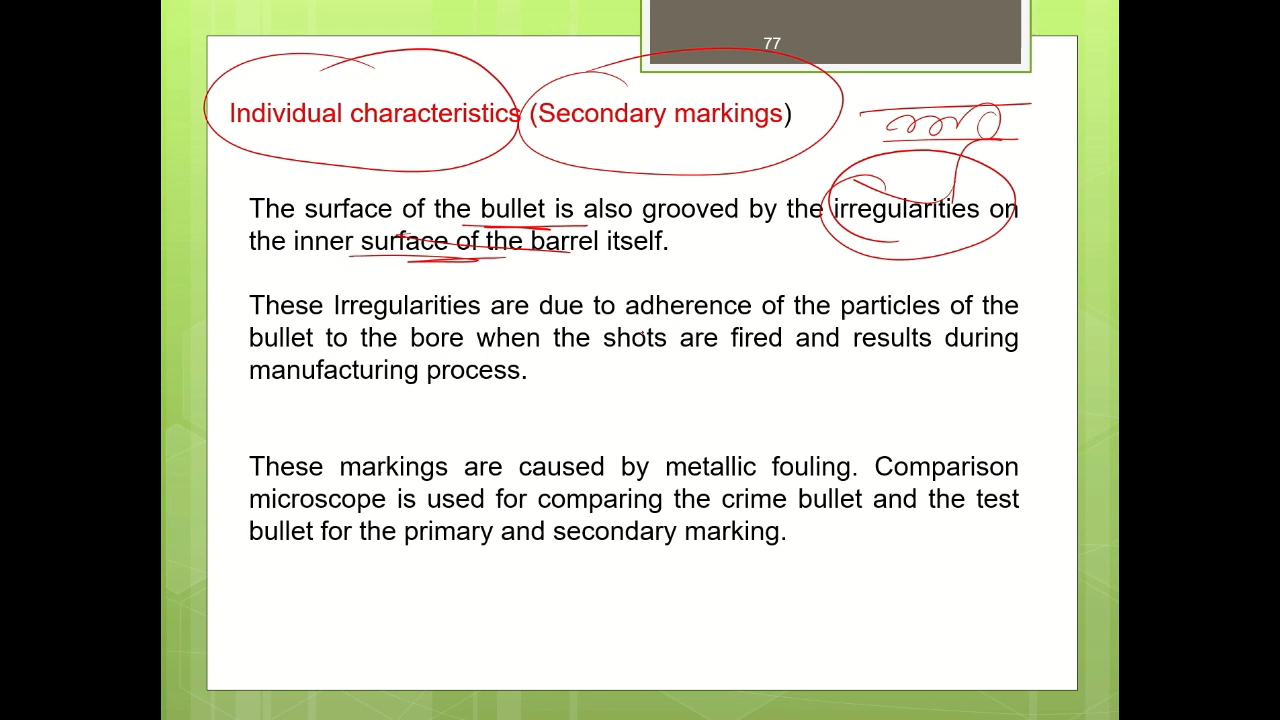 77
Individual characteristics (Secondary markings)
The surface of the bullet is also grooved by the irregularities on
the inner surface of the barrel itself.
These Irregularities are due to adherence of the particles of the
bullet to the bore when the shots are fired and results during
manufacturing process.
These markings are caused by metallic fouling. Comparison
microscope is used for comparing the crime bullet and the test
bullet for the primary and secondary marking.